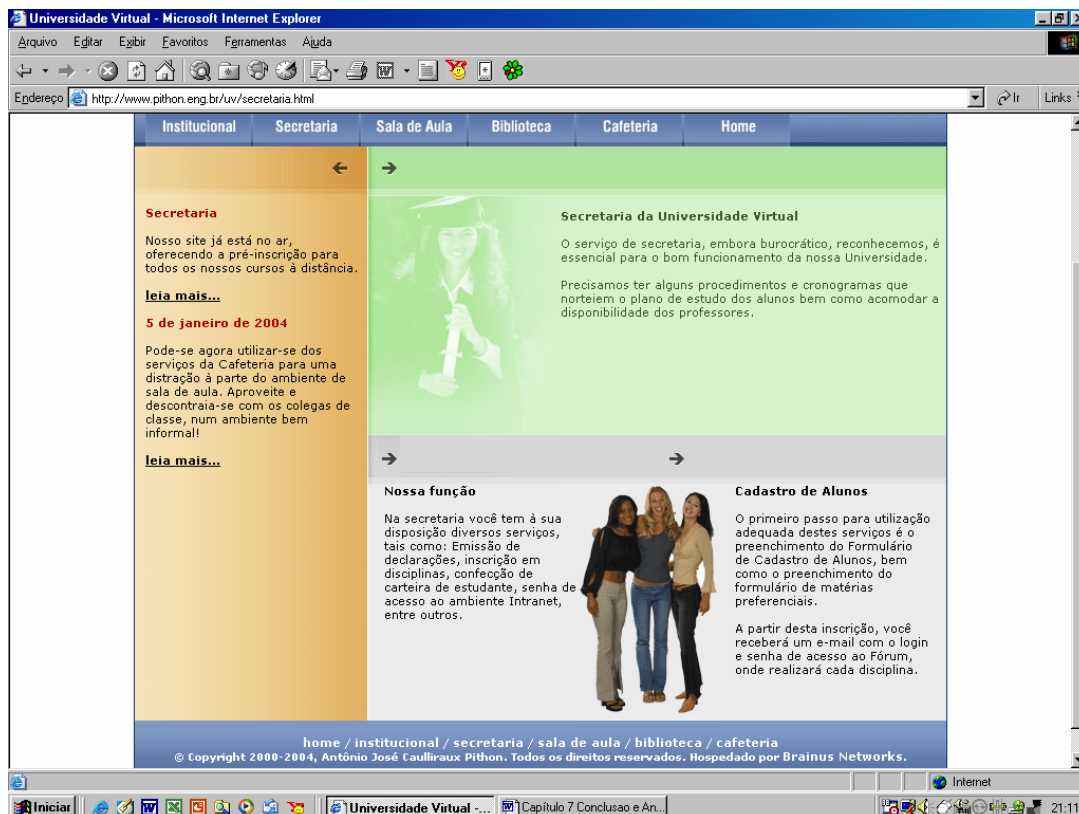 Universidade Virtual - Microsoft Internet Explorer
Arquivo Editar Exibir Favoritos Ferramentas Ajuda
Endereço http://www.pithon.eng.br/uv/secretaria.html Ir Links
Institucional Secretaria Sala de Aula Biblioteca Cafeteria Home
Secretaria
Nosso site já está no ar,
oferecendo a pré-inscrição para
todos os nossos cursos à distância.
leia mais...
5 de janeiro de 2004
Pode-se agora utilizar-se dos
serviços da Cafeteria para uma
distração à parte do ambiente de
sala de aula. Aproveite e
descontraia-se com os colegas de
classe, num ambiente bem
informal!
leia mais...
Secretaria da Universidade Virtual
O serviço de secretaria, embora burocrático, reconhecemos, é
essencial para o bom funcionamento da nossa Universidade.
Precisamos ter alguns procedimentos e cronogramas que
norteiem o plano de estudo dos alunos bem como acomodar a
disponibilidade dos professores.
Nossa função
Na secretaria você tem à sua
disposição diversos serviços,
tais como: Emissão de
declarações, inscrição em
disciplinas, confecção de
carteira de estudante, senha de
acesso ao ambiente Intranet,
entre outros.
Cadastro de Alunos
O primeiro passo para utilização
adequada destes serviços é o
preenchimento do Formulário
de Cadastro de Alunos, bem
como o preenchimento do
formulário de matérias
preferenciais.
A partir desta inscrição, você
receberá um e-mail com o login
e senha de acesso ao Fórum,
onde realizará cada disciplina.
home / institucional / secretaria / sala de aula / biblioteca / cafeteria
© Copyright 2000-2004, Antônio José Caulliraux Pithon. Todos os direitos reservados. Hospedado por Brainus Networks.
Internet
Iniciar Universidade Virtual -... Capítulo 7 Conclusao e An... 21:11